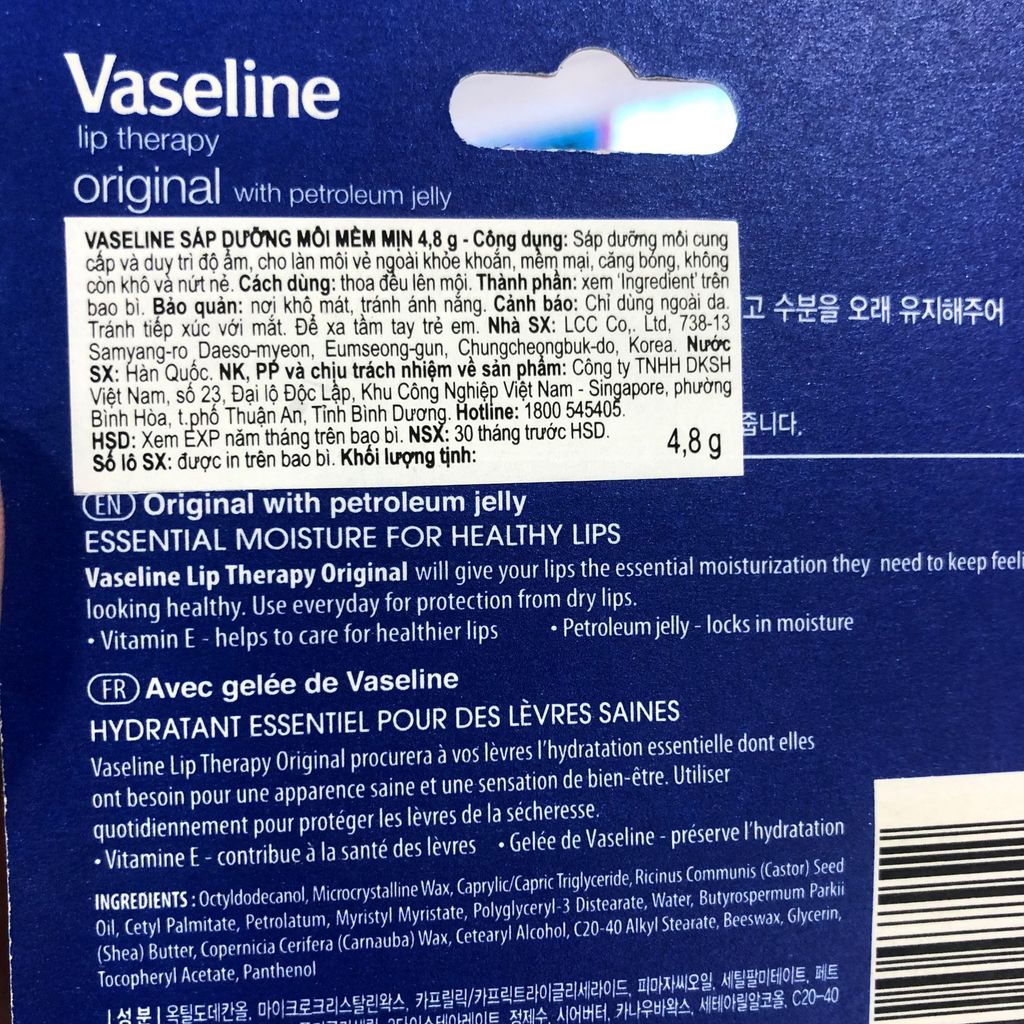 Vaseline
lip therapy
original with petroleum jelly
VASELINE SÁP DƯỠNG MÔI MỀM MỊN 4,8 g - Công dụng: Sáp dưỡng môi cung
cấp và duy trì độ ẩm, cho làn môi vẻ ngoài khỏe khoắn, mềm mại, căng bóng, không
còn khô và nứt nẻ. Cách dùng: thoa đều lên môi. Thành phần: xem 'Ingredient' trên
bao bì. Bảo quản: nơi khô mát, tránh ánh nắng. Cảnh báo: Chỉ dùng ngoài da.
Tránh tiếp xúc với mắt. Để xa tầm tay trẻ em. Nhà SX: LCC Co,. Ltd, 738-13
Samyang-ro Daeso-myeon, Eumseong-gun, Chungcheongbuk-do, Korea. Nước
SX: Hàn Quốc. NK, PP và chịu trách nhiệm về sản phẩm: Công ty TNHH DKSH
Việt Nam, số 23, Đại lộ Độc Lập, Khu Công Nghiệp Việt Nam - Singapore, phường
Bình Hòa, t.phố Thuận An, Tỉnh Bình Dương. Hotline: 1800 545405.
HSD: Xem EXP năm tháng trên bao bì. NSX: 30 tháng trước HSD.
Số lô SX: được in trên bao bì. Khối lượng tịnh: 4,8 g
고 수분을 오래 유지해주어
줍니다.
EN Original with petroleum jelly
ESSENTIAL MOISTURE FOR HEALTHY LIPS
Vaseline Lip Therapy Original will give your lips the essential moisturization they need to keep feeli
looking healthy. Use everyday for protection from dry lips.
• Vitamin E - helps to care for healthier lips • Petroleum jelly - locks in moisture
FR Avec gelée de Vaseline
HYDRATANT ESSENTIEL POUR DES LÈVRES SAINES
Vaseline Lip Therapy Original procurera à vos lèvres l'hydratation essentielle dont elles
ont besoin pour une apparence saine et une sensation de bien-être. Utiliser
quotidiennement pour protéger les lèvres de la sécheresse.
• Vitamine E - contribue à la santé des lèvres • Gelée de Vaseline - préserve l'hydratation
INGREDIENTS : Octyldodecanol, Microcrystalline Wax, Caprylic/Capric Triglyceride, Ricinus Communis (Castor) Seed
Oil, Cetyl Palmitate, Petrolatum, Myristyl Myristate, Polyglyceryl-3 Distearate, Water, Butyrospermum Parkii
(Shea) Butter, Copernicia Cerifera (Carnauba) Wax, Cetearyl Alcohol, C20-40 Alkyl Stearate, Beeswax, Glycerin,
Tocopheryl Acetate, Panthenol
| 성 분 | 옥틸도데칸올, 마이크로크리스탈린왁스, 카프릴릭/카프릭트라이글리세라이드, 피마자씨오일, 세틸팔미테이트, 페트
정제수, 시어버터, 카나우바왁스, 세테아릴알코올, C20-40